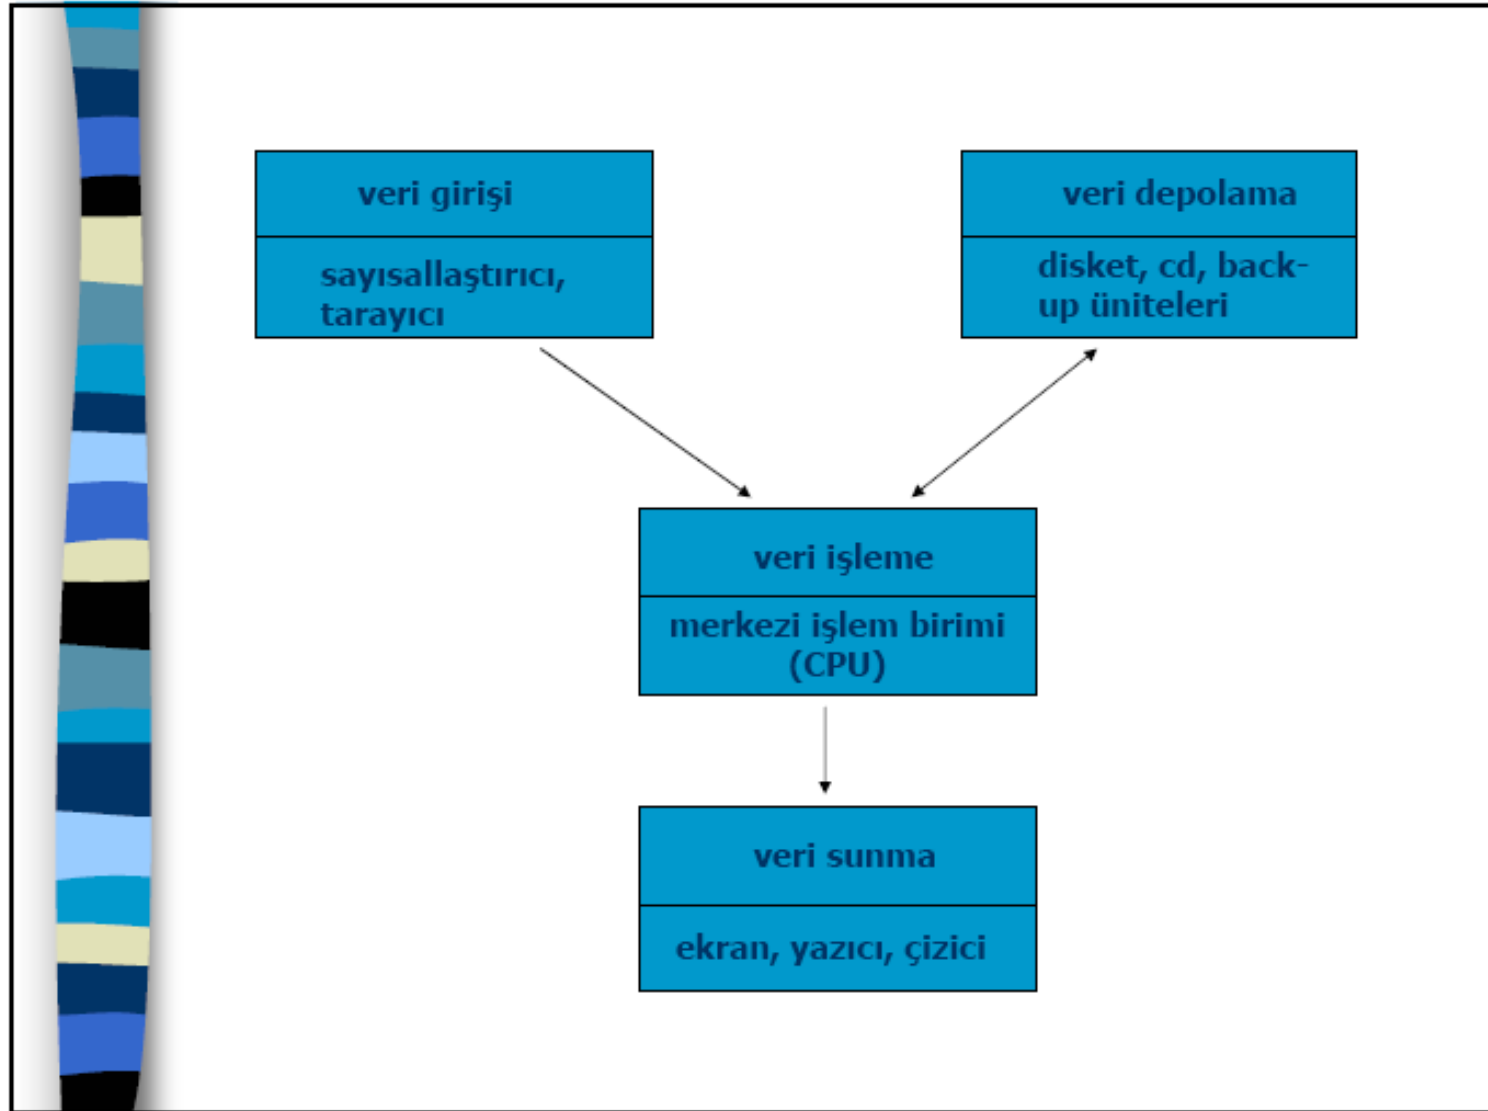 veri girişi
sayısallaştırıcı,
tarayıcı
veri depolama
disket, cd, back-
up üniteleri
veri işleme
merkezi işlem birimi
(CPU)
veri sunma
ekran, yazıcı, çizici